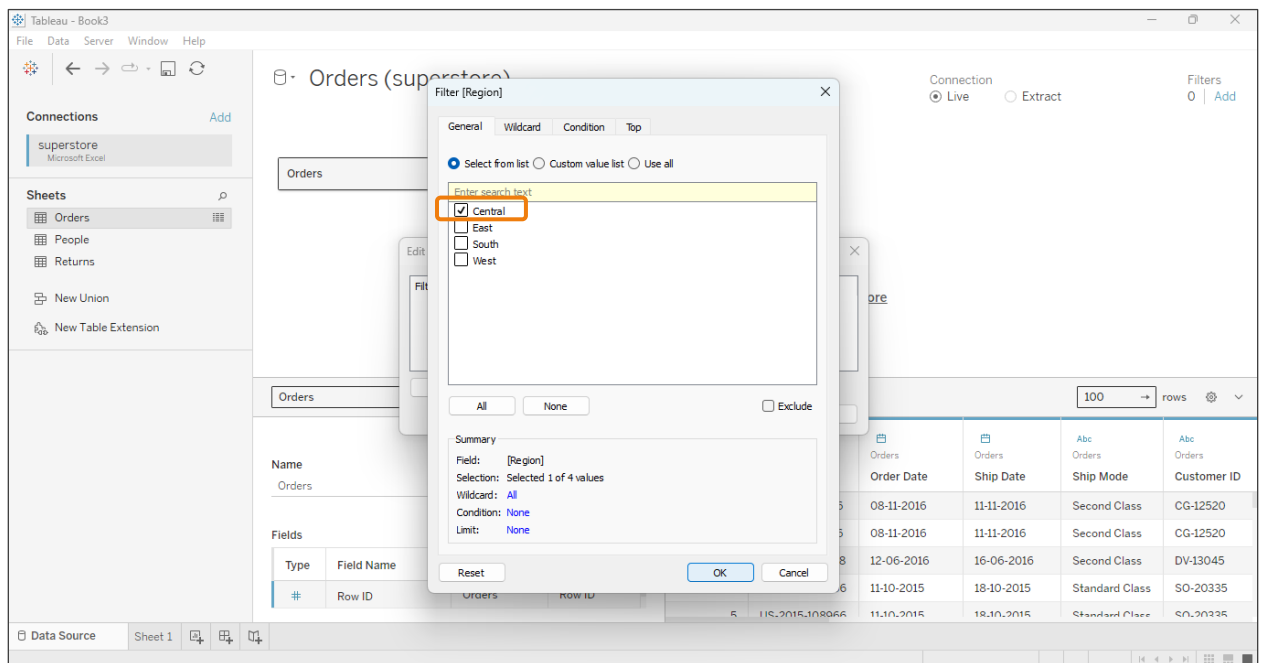 Tableau - Book3
File Data Server Window Help
Orders (superstore)
Connection
Live Extract
Filters
0 Add
Connections Add
superstore
Microsoft Excel
Sheets
Orders
People
Returns
New Union
New Table Extension
Orders
Edit
Filt
ore
Filter [Region]
General Wildcard Condition Top
Select from list Custom value list Use all
Enter search text
Central
East
South
West
All None Exclude
Summary
Field: [Region]
Selection: Selected 1 of 4 values
Wildcard: All
Condition: None
Limit: None
Reset OK Cancel
Orders 100 → rows
Name
Orders
Fields
Type Field Name
# Row ID Orders Row ID
Abc Abc
Orders Orders Orders Orders
Order Date Ship Date Ship Mode Customer ID
6 08-11-2016 11-11-2016 Second Class CG-12520
6 08-11-2016 11-11-2016 Second Class CG-12520
8 12-06-2016 16-06-2016 Second Class DV-13045
6 11-10-2015 18-10-2015 Standard Class SO-20335
5 US-2015-108966 11-10-2015 18-10-2015 Standard Class SO-20335
Data Source Sheet 1